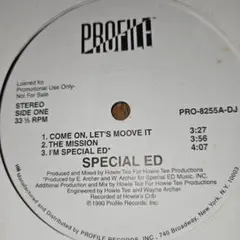 PROFILE
Licensed for
Promotional Use Only-
Not For Sale
STEREO
SIDE ONE
33 ⅓ RPM
PRO-8255A-DJ
1. COME ON, LET'S MOOVE IT 3:27
2. THE MISSION 3:56
3. I'M SPECIAL ED* 4:07
SPECIAL ED
Produced and Mixed by Howie Tee For Howie Tee Productions
*Produced by E. Archer and W. Archer for Special Ed Music, INC.
Additional Production and Mix by Howie Tee for Howie Tee Productions
Engineered by Howie Tee and Wayne Archer
Recorded at Howie's Crib
©1990 Profile Records, Inc.
Manufactured and Distributed by PROFILE RECORDS, INC., 740 Broadway, New York, N.Y. 10003